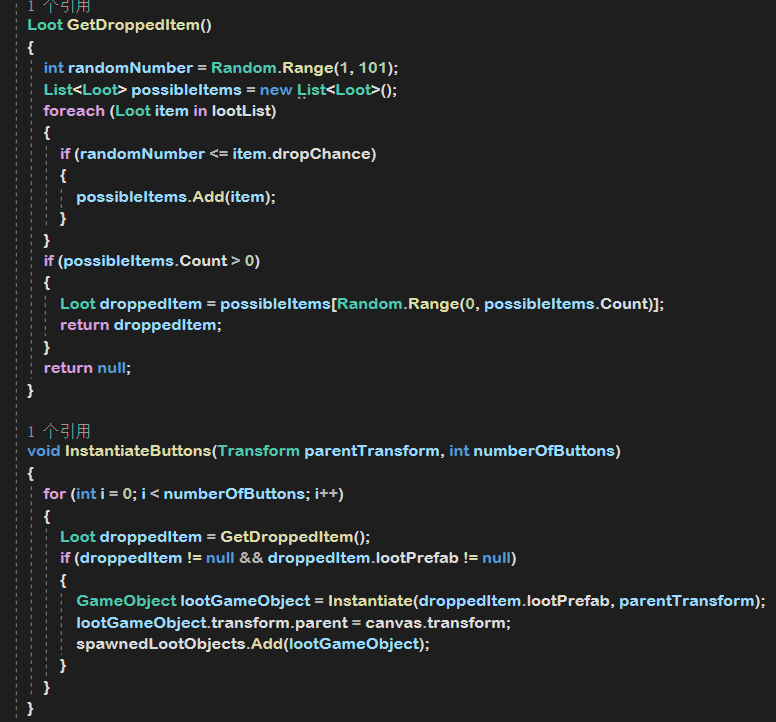 1 个引用
Loot GetDroppedItem()
{
int randomNumber = Random.Range(1, 101);
List<Loot> possibleItems = new List<Loot>();
foreach (Loot item in lootList)
{
if (randomNumber <= item.dropChance)
{
possibleItems.Add(item);
}
}
if (possibleItems.Count > 0)
{
Loot droppedItem = possibleItems[Random.Range(0, possibleItems.Count)];
return droppedItem;
}
return null;
}
1 个引用
void InstantiateButtons(Transform parentTransform, int numberOfButtons)
{
for (int i = 0; i < numberOfButtons; i++)
{
Loot droppedItem = GetDroppedItem();
if (droppedItem != null && droppedItem.lootPrefab != null)
{
GameObject lootGameObject = Instantiate(droppedItem.lootPrefab, parentTransform);
lootGameObject.transform.parent = canvas.transform;
spawnedLootObjects.Add(lootGameObject);
}
}
}